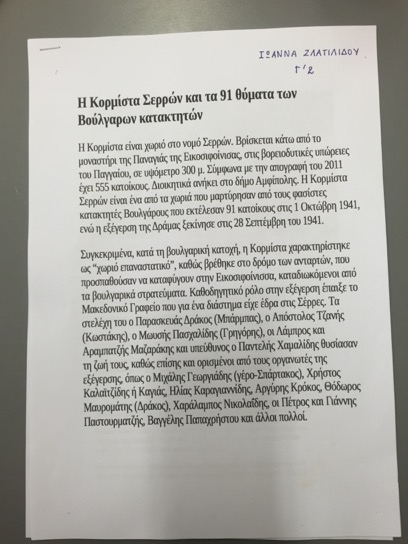 ΙΩΑΝΝΑ ΖΛΑΤΙΛΙΔΟΥ
Γ'2
Η Κορμίστα Σερρών και τα 91 θύματα των
Βούλγαρων κατακτητών
Η Κορμίστα είναι χωριό στο νομό Σερρών. Βρίσκεται κάτω από το
μοναστήρι της Παναγιάς της Εικοσιφοίνισας, στις βορειοδυτικές υπώρειες
του Παγγαίου, σε υψόμετρο 300 μ. Σύμφωνα με την απογραφή του 2011
έχει 555 κατοίκους. Διοικητικά ανήκει στο δήμο Αμφίπολης. Η Κορμίστα
Σερρών είναι ένα από τα χωριά που μαρτύρησαν από τους φασίστες
κατακτητές Βουλγάρους που εκτέλεσαν 91 κατοίκους στις 1 Οκτώβρη 1941,
ενώ η εξέγερση της Δράμας ξεκίνησε στις 28 Σεπτέμβρη του 1941.
Συγκεκριμένα, κατά τη βουλγαρική κατοχή, η Κορμίστα χαρακτηρίστηκε
ως “χωριό επαναστατικό”, καθώς βρέθηκε στο δρόμο των ανταρτών, που
προσπαθούσαν να καταφύγουν στην Εικοσιφοίνισσα, καταδιωκόμενοι από
τα βουλγαρικά στρατεύματα. Καθοδηγητικό ρόλο στην εξέγερση έπαιξε το
Μακεδονικό Γραφείο που για ένα διάστημα είχε έδρα στις Σέρρες. Τα
στελέχη του ο Παρασκευάς Δράκος (Μπάρμπας), ο Απόστολος Τζανής
(Κωστάκης), ο Μωυσής Πασχαλίδης (Γρηγόρης), οι Λάμπρος και
Αραμπατζής Μαζαράκης και υπεύθυνος ο Παντελής Χαμαλίδης θυσίασαν
τη ζωή τους, καθώς επίσης και ορισμένοι από τους οργανωτές της
εξέγερσης, όπως ο Μιχάλης Γεωργιάδης (γέρο-Σπάρτακος), Χρήστος
Καλαϊτζίδης ή Καγιάς, Ηλίας Καραγιαννίδης, Αργύρης Κρόκος, Θόδωρος
Μαυρομάτης (Δράκος), Χαράλαμπος Νικολαΐδης, οι Πέτρος και Γιάννης
Παστουρματζής, Βαγγέλης Παπαχρήστου και άλλοι πολλοί.